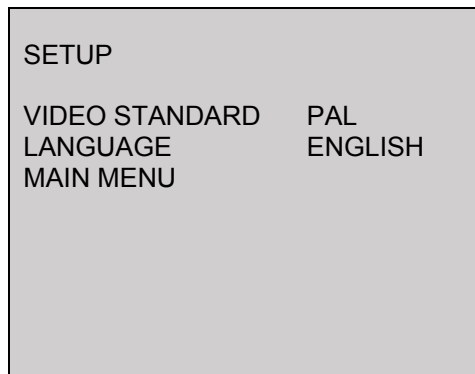 SETUP
VIDEO STANDARD PAL
LANGUAGE ENGLISH
MAIN MENU